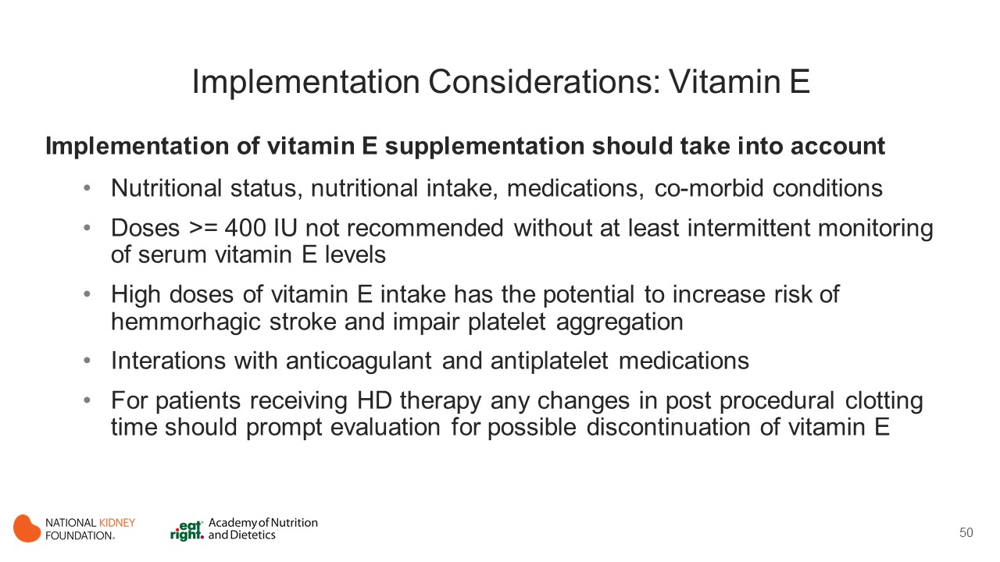 Implementation Considerations: Vitamin E
Implementation of vitamin E supplementation should take into account
• Nutritional status, nutritional intake, medications, co-morbid conditions
• Doses >= 400 IU not recommended without at least intermittent monitoring
of serum vitamin E levels
• High doses of vitamin E intake has the potential to increase risk of
hemmorhagic stroke and impair platelet aggregation
• Interations with anticoagulant and antiplatelet medications
• For patients receiving HD therapy any changes in post procedural clotting
time should prompt evaluation for possible discontinuation of vitamin E
NATIONAL KIDNEY
FOUNDATION®
eat
right.
Academy of Nutrition
and Dietetics
50